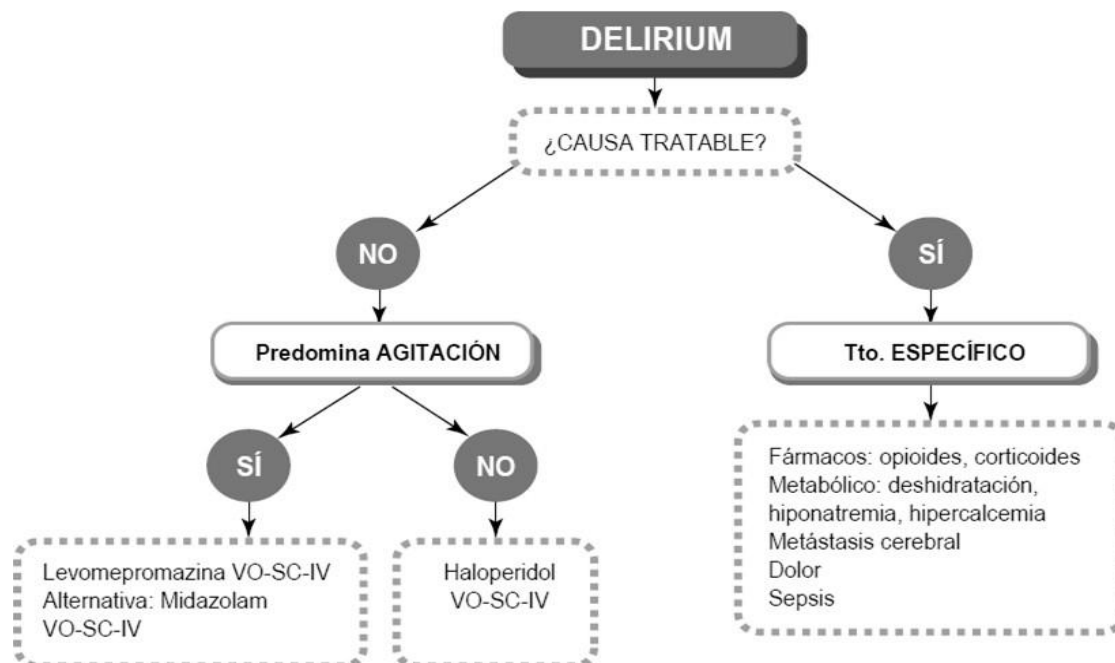 DELIRIUM
¿CAUSA TRATABLE?
NO
SÍ
Predomina AGITACIÓN
Tto. ESPECÍFICO
SÍ
NO
Levomepromazina VO-SC-IV
Alternativa: Midazolam
VO-SC-IV
Haloperidol
VO-SC-IV
Fármacos: opioides, corticoides
Metabólico: deshidratación,
hiponatremia, hipercalcemia
Metástasis cerebral
Dolor
Sepsis